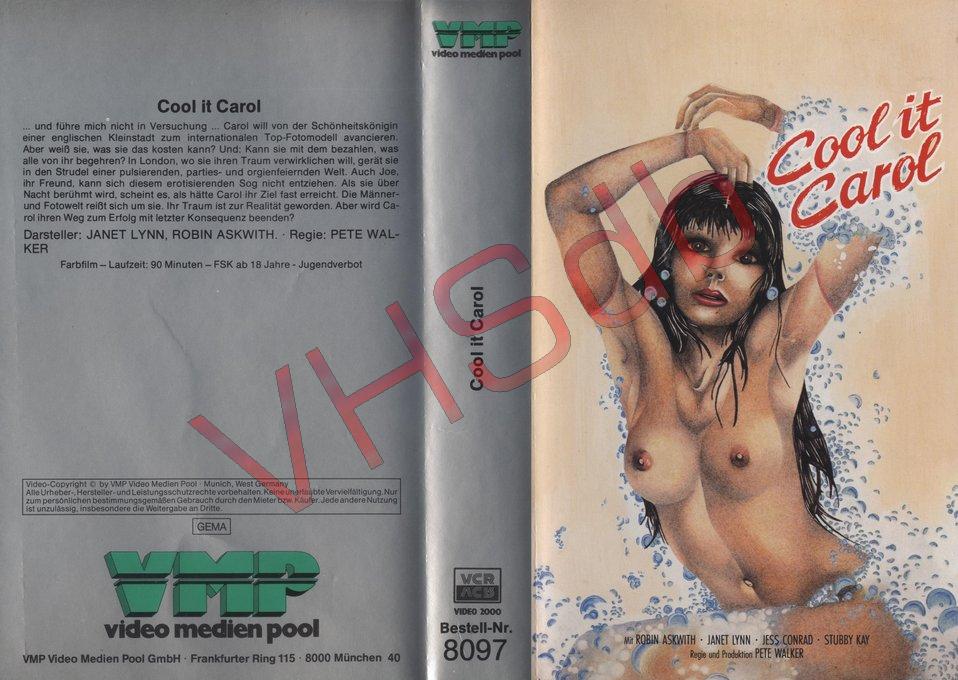 Cool it Carol
... und führe mich nicht in Versuchung ... Carol will von der Schönheitskönigin
einer englischen Kleinstadt zum internationalen Top-Fotomodell avancieren.
Aber weiß sie, was sie das kosten kann? Und: Kann sie mit dem bezahlen, was
alle von ihr begehren? In London, wo sie ihren Traum verwirklichen will, gerät sie
in den Strudel einer pulsierenden, parties- und orgienfeiernden Welt. Auch Joe,
ihr Freund, kann sich diesem erotisierenden Sog nicht entziehen. Als sie über
Nacht berühmt wird, scheint es, als hätte Carol ihr Ziel fast erreicht. Die Männer-
und Fotowelt reißt sich um sie. Ihr Traum ist zur Realität geworden. Aber wird Ca-
rol ihren Weg zum Erfolg mit letzter Konsequenz beenden?
Darsteller: JANET LYNN, ROBIN ASKWITH. · Regie: PETE WAL-
KER
Farbfilm – Laufzeit: 90 Minuten – FSK ab 18 Jahre - Jugendverbot
Video-Copyright © by VMP Video Medien Pool · Munich, West Germany
Alle Urheber-, Hersteller- und Leistungsschutzrechte vorbehalten. Keine unerlaubte Vervielfältigung. Nur
zum persönlichen bestimmungsgemäßen Gebrauch durch den Mieter bzw. Käufer. Jede andere Nutzung
ist unzulässig, insbesondere die Weitergabe an Dritte.
GEMA
VMP
video medien pool
VMP Video Medien Pool GmbH · Frankfurter Ring 115 · 8000 München 40
VMP
video medien pool
Cool it Carol
VCR
VIDEO 2000
Bestell-Nr.
8097
Cool it
Carol
Mit ROBIN ASKWITH · JANET LYNN · JESS CONRAD · STUBBY KAY
Regie und Produktion PETE WALKER
VHSdb